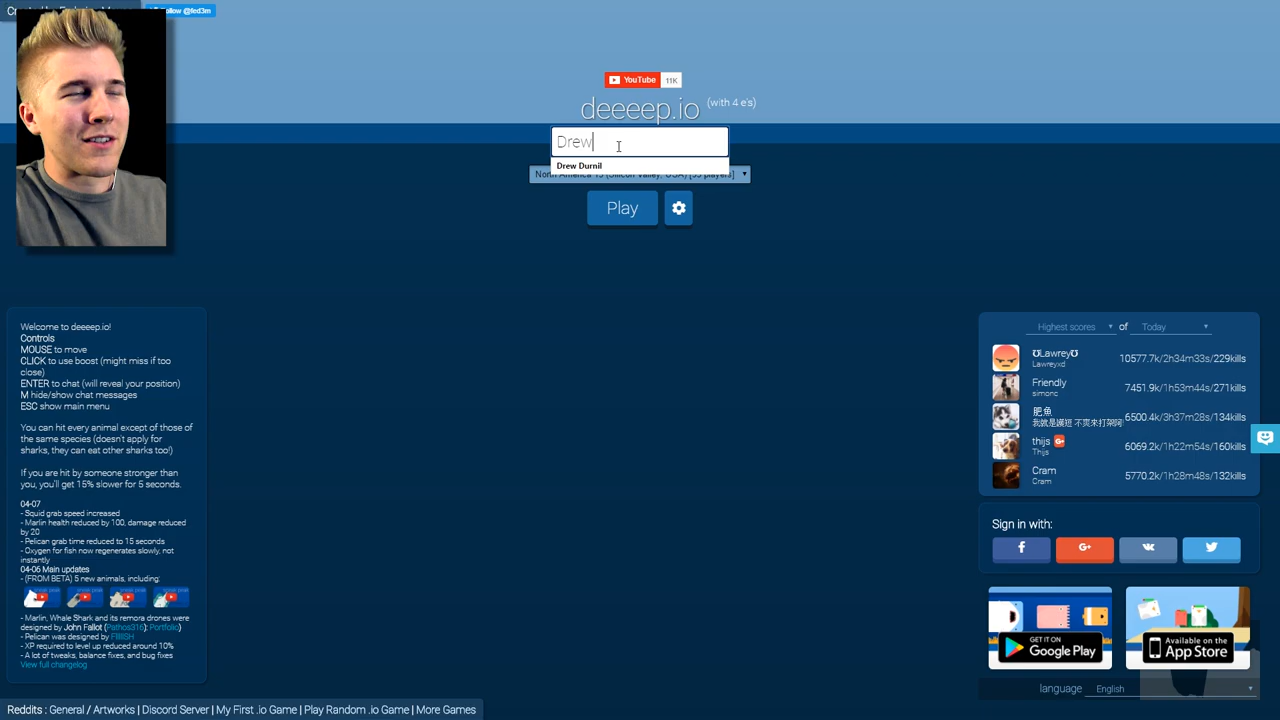 Follow @fed3m
YouTube 11K
deeeep.io (with 4 e's)
Drew
Drew Durnil
Play
Welcome to deeeep.io!
Controls
MOUSE to move
CLICK to use boost (might miss if too
close)
ENTER to chat (will reveal your position)
M hide/show chat messages
ESC show main menu
You can hit every animal except of those of
the same species (doesn't apply for
sharks, they can eat other sharks too!)
If you are hit by someone stronger than
you, you'll get 15% slower for 5 seconds.
04-07
- Squid grab speed increased
- Marlin health reduced by 100, damage reduced
by 20
- Pelican grab time reduced to 15 seconds
- Oxygen for fish now regenerates slowly, not
instantly
04-06 Main updates
- (FROM BETA) 5 new animals, including:
- Marlin, Whale Shark and its remora drones were
designed by John Fallot (Pathos316) | Portfolio)
- Pelican was designed by
- XP required to level up reduced around 10%
- A lot of tweaks, balance fixes, and bug fixes
View full changelog
Highest scores of Today
ƱLawreyƱ
Lawreyxd
10577.7k/2h34m33s/229kills
Friendly
simonc
7451.9k/1h53m44s/271kills
肥魚
6500.4k/3h37m28s/134kills
thijs G+
Thijs
6069.2k/1h22m54s/160kills
Cram
Cram
5770.2k/1h28m48s/132kills
Sign in with:
GET IT ON
Google Play
Available on the
App Store
language English
Reddits : General / Artworks | Discord Server | My First .io Game | Play Random .io Game | More Games